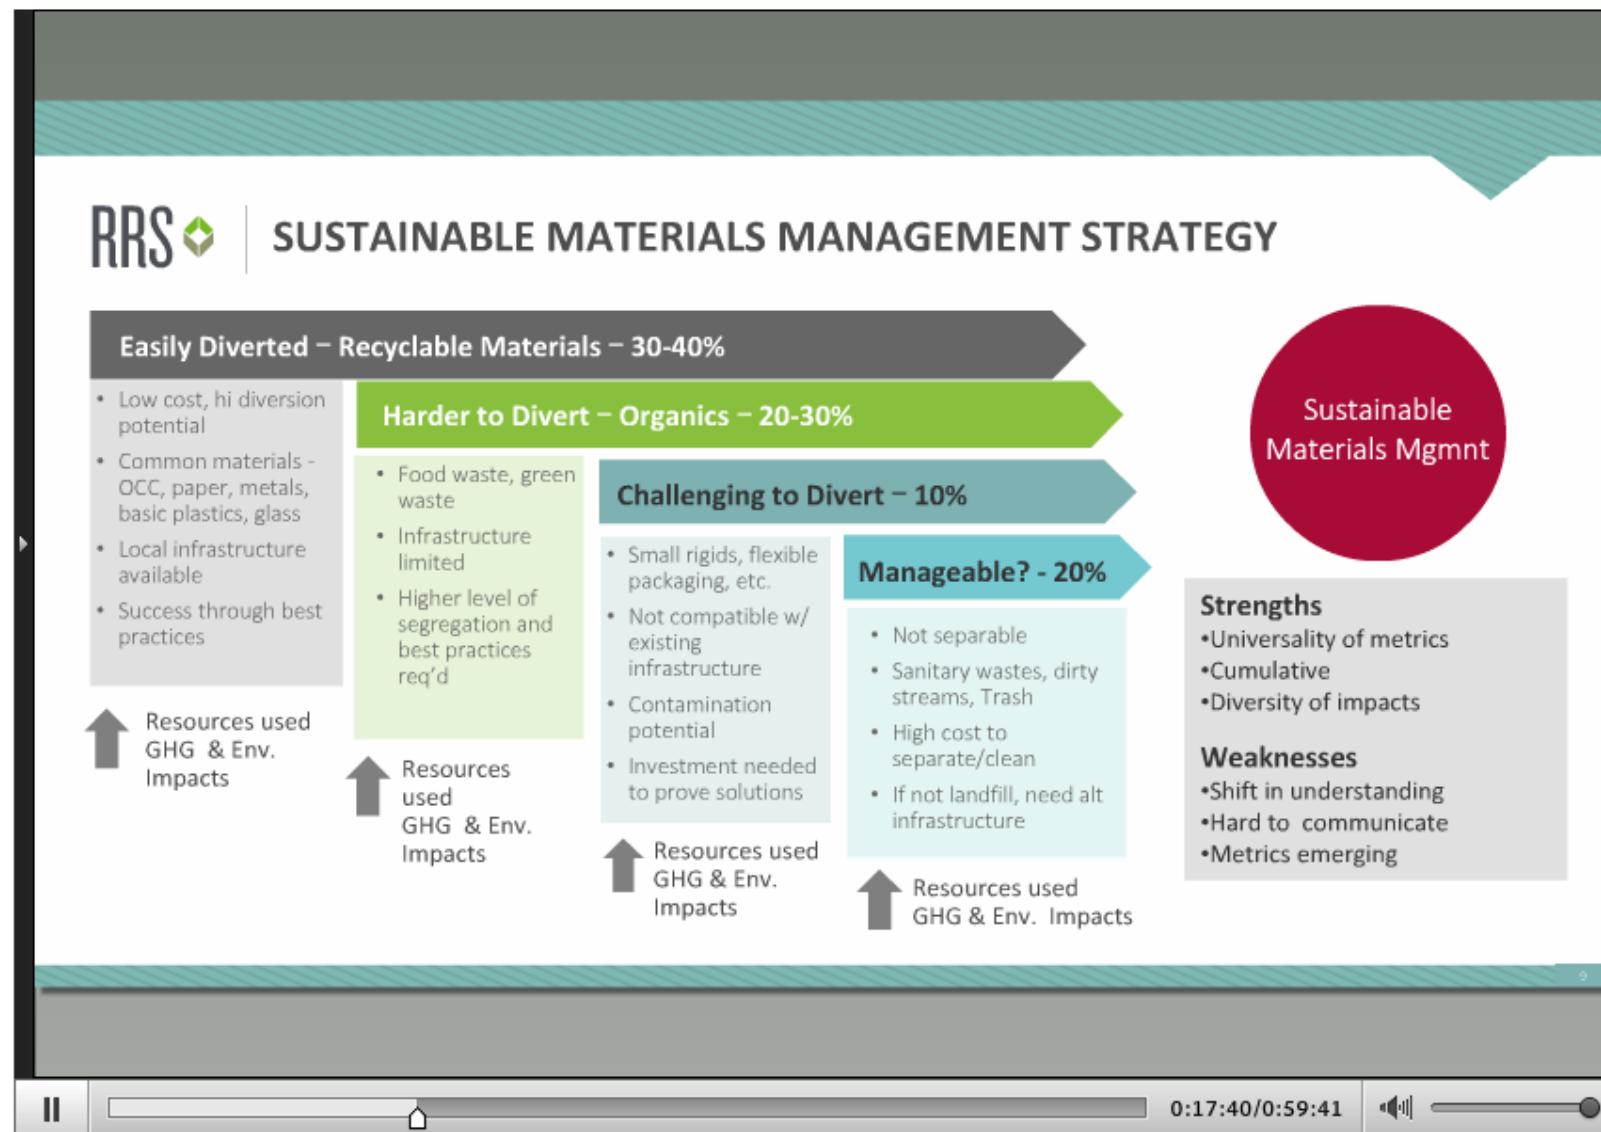 RRS
SUSTAINABLE MATERIALS MANAGEMENT STRATEGY
Easily Diverted – Recyclable Materials – 30-40%
• Low cost, hi diversion
potential
• Common materials -
OCC, paper, metals,
basic plastics, glass
• Local infrastructure
available
• Success through best
practices
Resources used
GHG & Env.
Impacts
Harder to Divert – Organics – 20-30%
• Food waste, green
waste
• Infrastructure
limited
• Higher level of
segregation and
best practices
req'd
Resources
used
GHG & Env.
Impacts
Challenging to Divert – 10%
• Small rigids, flexible
packaging, etc.
• Not compatible w/
existing
infrastructure
• Contamination
potential
• Investment needed
to prove solutions
Resources used
GHG & Env.
Impacts
Manageable? - 20%
• Not separable
• Sanitary wastes, dirty
streams, Trash
• High cost to
separate/clean
• If not landfill, need alt
infrastructure
Resources used
GHG & Env. Impacts
Sustainable
Materials Mgmnt
Strengths
•Universality of metrics
•Cumulative
•Diversity of impacts
Weaknesses
•Shift in understanding
•Hard to communicate
•Metrics emerging
9
0:17:40/0:59:41